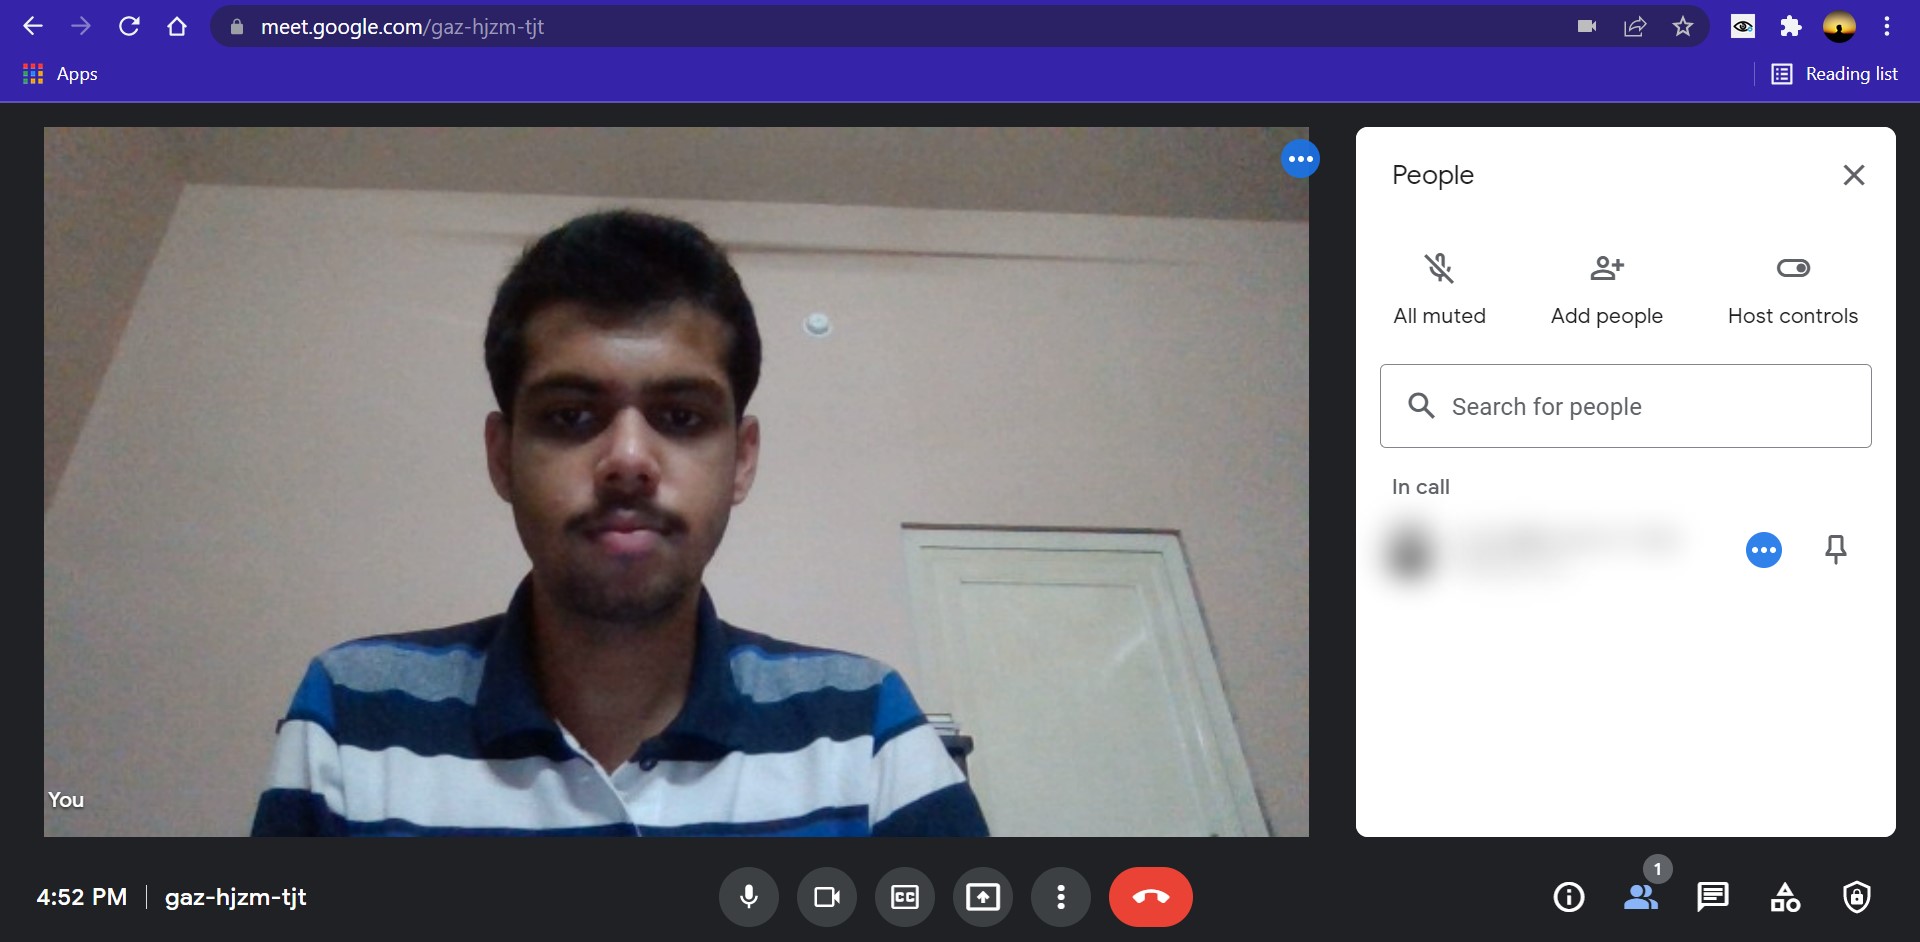 meet.google.com/gaz-hjzm-tjt
Apps
Reading list
You
People
All muted
Add people
Host controls
Search for people
In call
4:52 PM
gaz-hjzm-tjt
CC
1